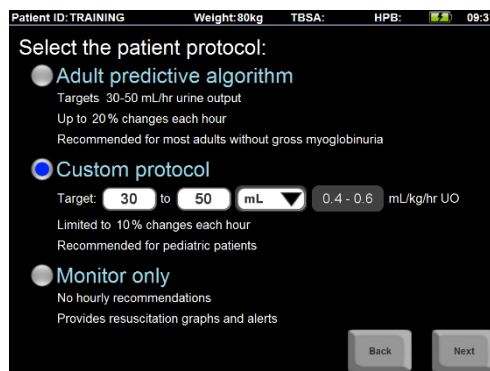 Patient ID: TRAINING Weight: 80kg TBSA: HPB: 09:3
Select the patient protocol:
Adult predictive algorithm
Targets 30-50 mL/hr urine output
Up to 20% changes each hour
Recommended for most adults without gross myoglobinuria
Custom protocol
Target: 30 to 50 mL 0.4 - 0.6 mL/kg/hr UO
Limited to 10% changes each hour
Recommended for pediatric patients
Monitor only
No hourly recommendations
Provides resuscitation graphs and alerts
Back Next